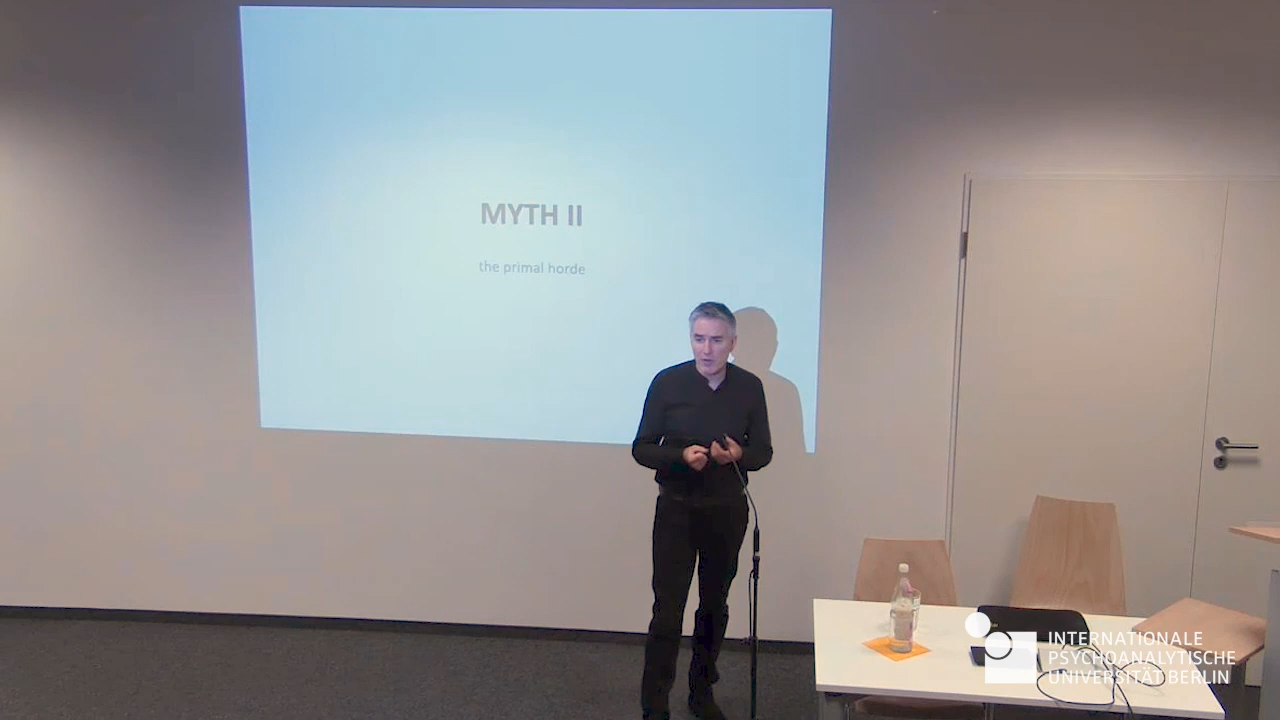 MYTH II
the primal horde
INTERNATIONALE
PSYCHOANALYTISCHE
UNIVERSITÄT BERLIN